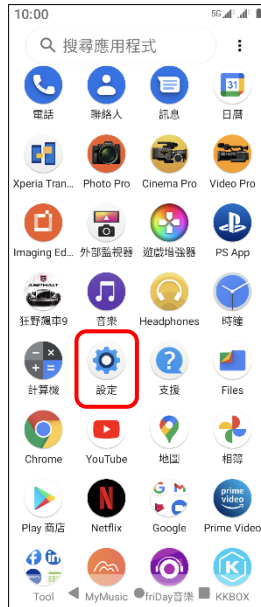 10:00 5G
搜尋應用程式
31
電話 聯絡人 訊息 日曆
Xperia Tran... Photo Pro Cinema Pro Video Pro
Imaging Ed... 外部監視器 遊戲增強器 PS App
ASPHALT
狂野飆車9 音樂 Headphones 時鐘
計算機 設定 支援 Files
Chrome YouTube 地圖 相簿
G M
N
prime video
Play 商店 Netflix Google Prime Video
Tool MyMusic friDay音樂 KKBOX